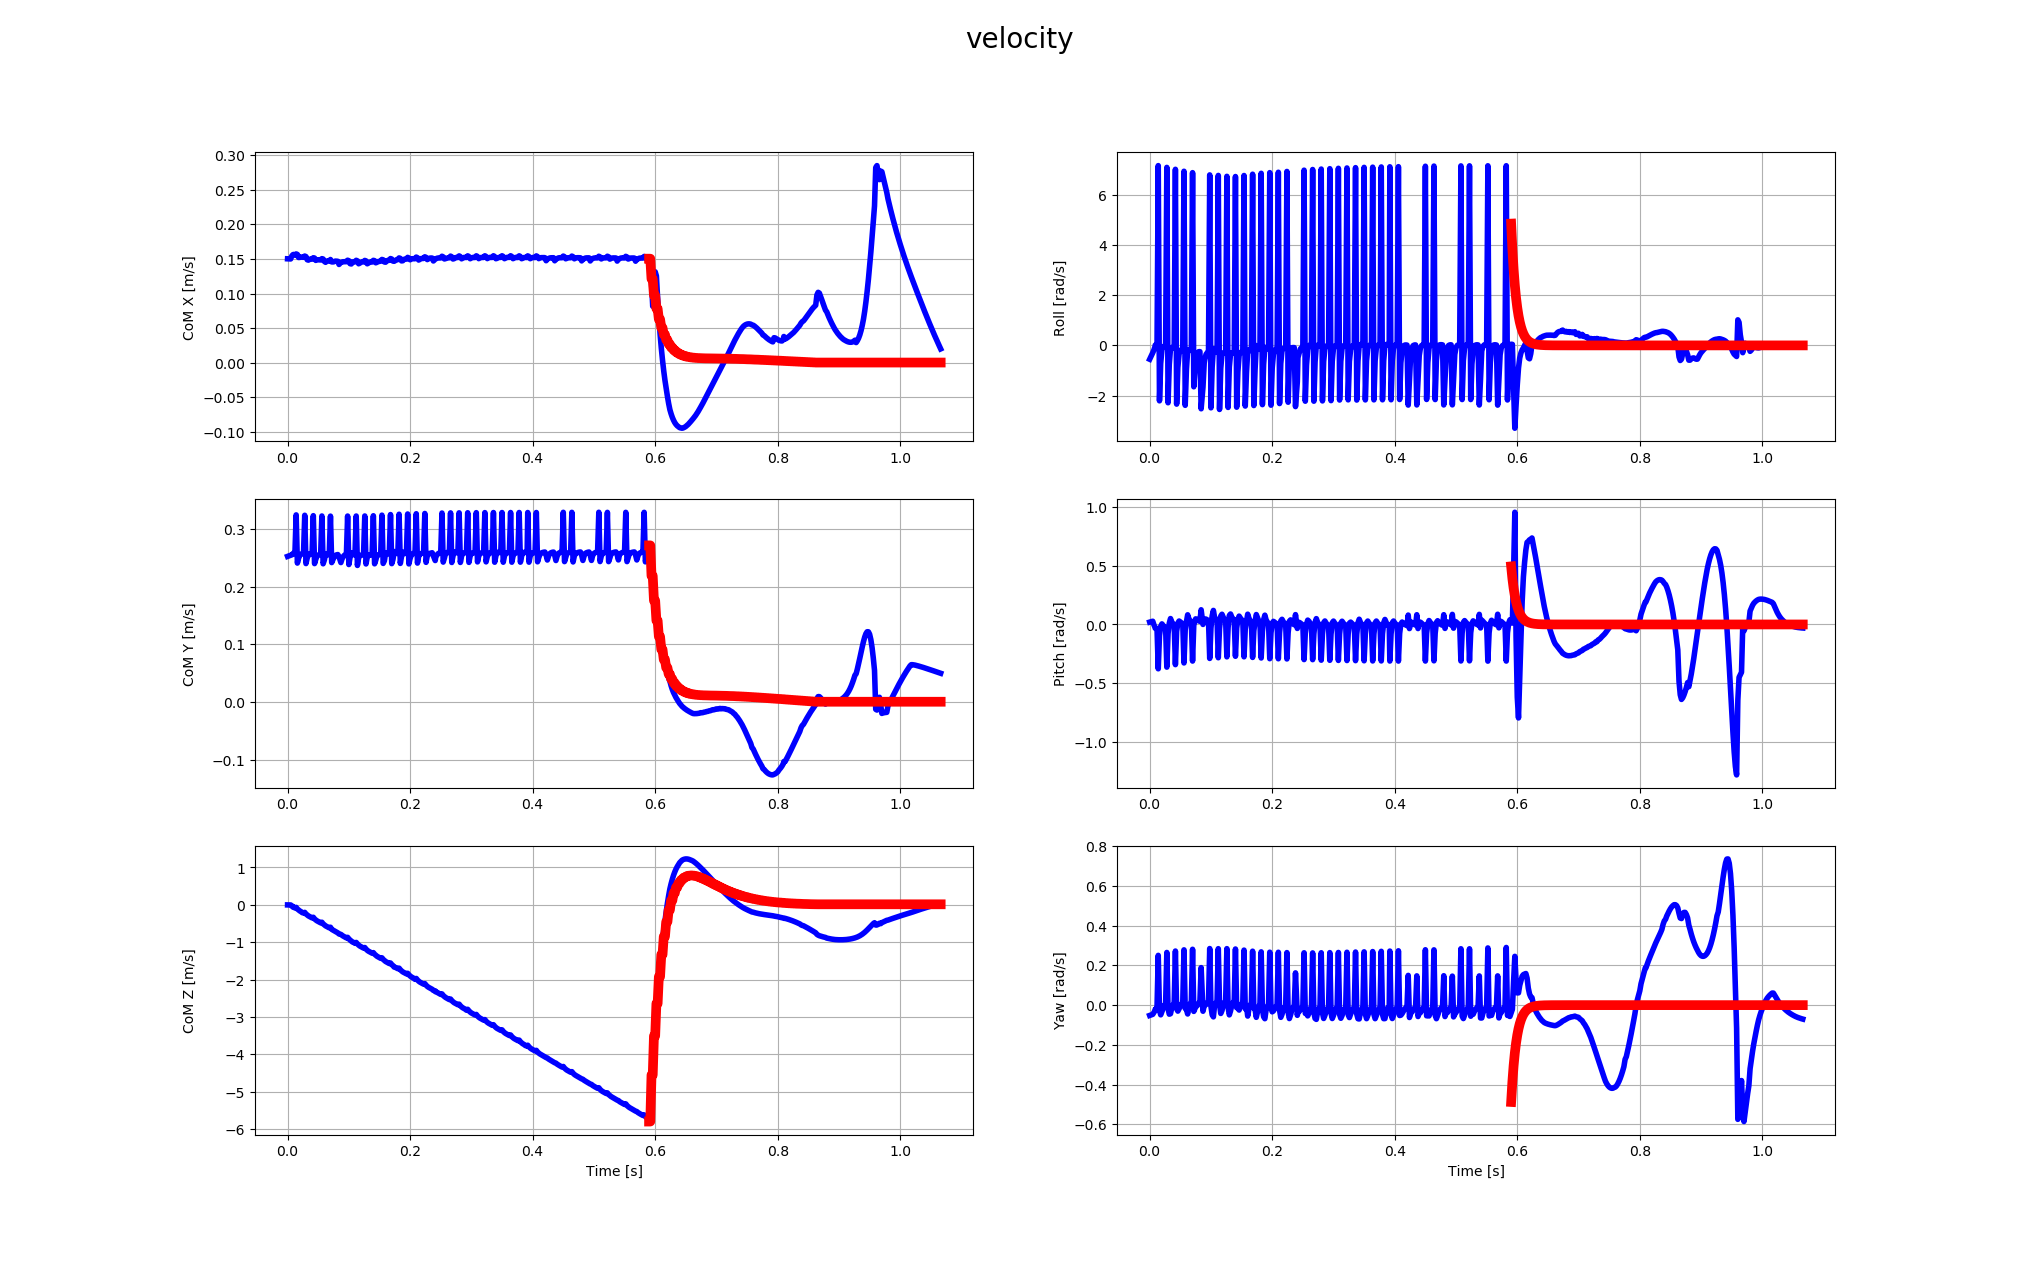 velocity
CoM X [m/s]
0.30
0.25
0.20
0.15
0.10
0.05
0.00
−0.05
−0.10
0.0 0.2 0.4 0.6 0.8 1.0
Roll [rad/s]
6
4
2
0
−2
0.0 0.2 0.4 0.6 0.8 1.0
CoM Y [m/s]
0.3
0.2
0.1
0.0
−0.1
0.0 0.2 0.4 0.6 0.8 1.0
Pitch [rad/s]
1.0
0.5
0.0
−0.5
−1.0
0.0 0.2 0.4 0.6 0.8 1.0
CoM Z [m/s]
1
0
−1
−2
−3
−4
−5
−6
0.0 0.2 0.4 0.6 0.8 1.0
Time [s]
Yaw [rad/s]
0.8
0.6
0.4
0.2
0.0
−0.2
−0.4
−0.6
0.0 0.2 0.4 0.6 0.8 1.0
Time [s]